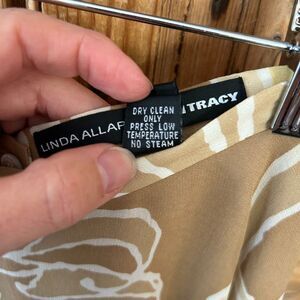 LINDA ALLAR TRACY
DRY CLEAN
ONLY
PRESS LOW
TEMPERATURE
NO STEAM